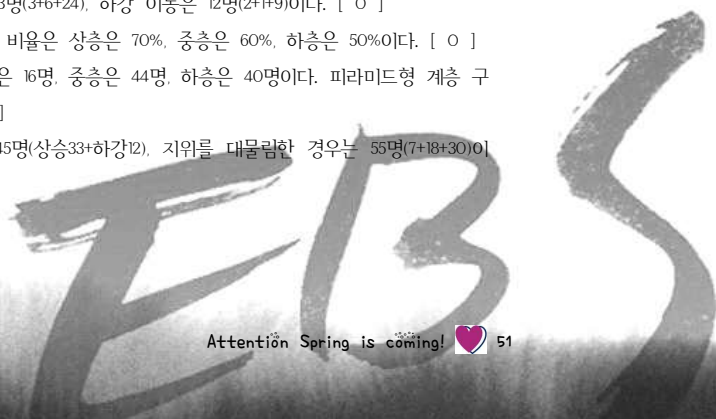 3명(3+6+24), 하강 이동은 12명(2+1+9)이다. [ O ]
비율은 상층은 70%, 중층은 60%, 하층은 50%이다. [ O ]
은 16명, 중층은 44명, 하층은 40명이다. 피라미드형 계층 구
]
45명(상승33+하강12), 지위를 대물림한 경우는 55명(7+18+30)이
EBS
Attention Spring is coming! 51